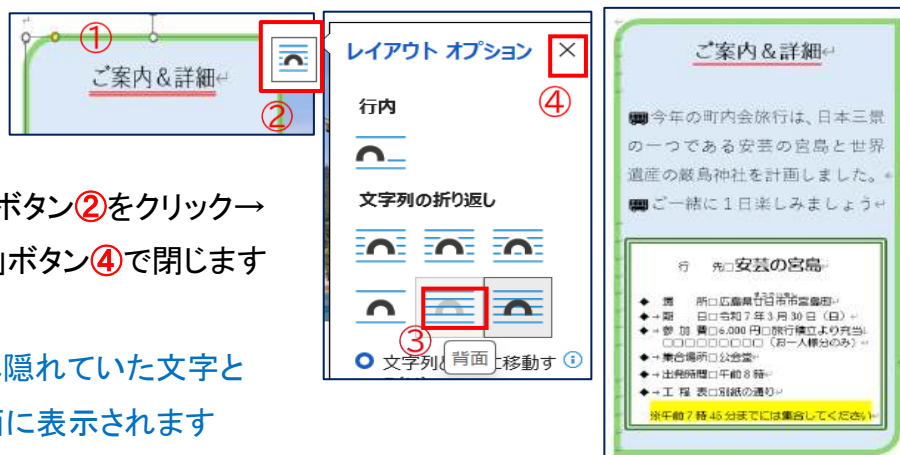 ①
ご案内＆詳細
②
ボタン②をクリック→
」ボタン④で閉じます
隠れていた文字と
面に表示されます
レイアウト オプション
④
行内
文字列の折り返し
③
背面
文字列と に移動す
ご案内＆詳細
今年の町内会旅行は、日本三景
の一つである安芸の宮島と世界
遺産の厳島神社を計画しました。
ご一緒に1日楽しみましょう
行 先□安芸の宮島
◆→場 所□広島県廿日市市宮島町
◆→期 日□令和7年3月30日（日）
◆→参 加 費□6,000円□旅行積立より充当
□□□□□□□□□（お一人様分のみ）
◆→集合場所□公会堂
◆→出発時間□午前8時
◆→工 程 表□別紙の通り
※午前7時45分までには集合してください